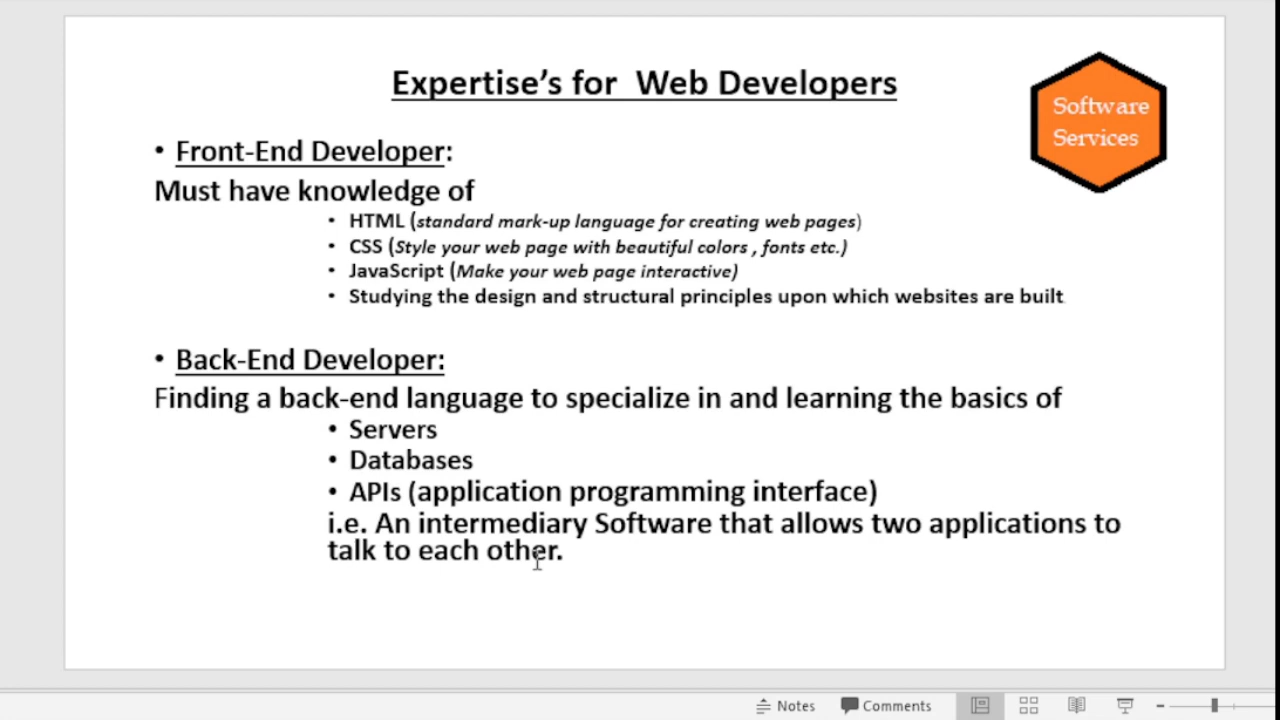 Expertise’s for  Web Developers
Software
Services
• Front-End Developer:
Must have knowledge of
• HTML (standard mark-up language for creating web pages)
• CSS (Style your web page with beautiful colors , fonts etc.)
• JavaScript (Make your web page interactive)
• Studying the design and structural principles upon which websites are built
• Back-End Developer:
Finding a back-end language to specialize in and learning the basics of
• Servers
• Databases
• APIs (application programming interface)
i.e. An intermediary Software that allows two applications to
talk to each other.
Notes Comments